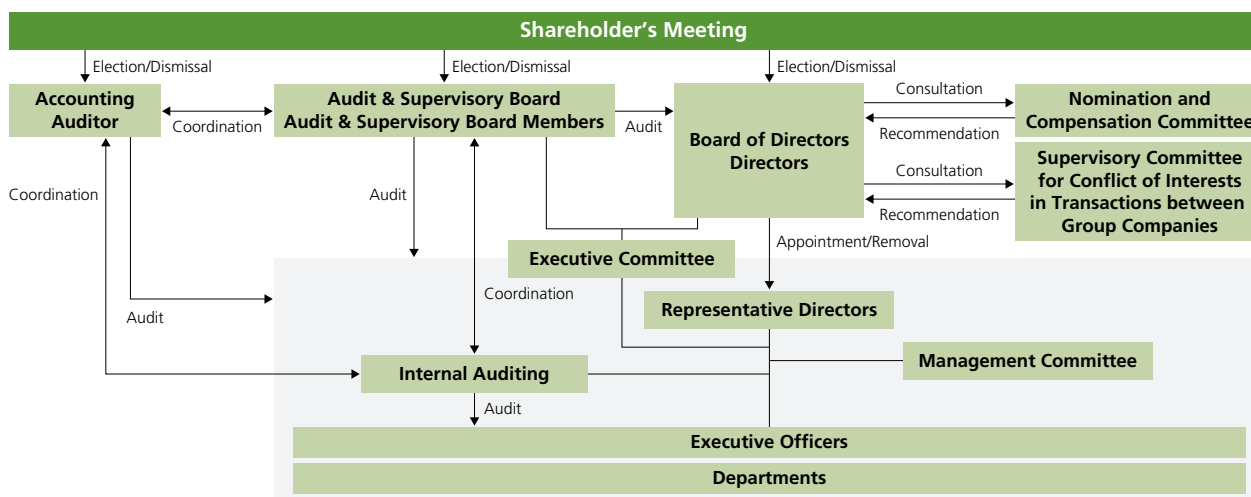 Shareholder's Meeting
Election/Dismissal
Election/Dismissal
Election/Dismissal
Accounting
Auditor
Coordination
Audit & Supervisory Board
Audit & Supervisory Board Members
Audit
Board of Directors
Directors
Consultation
Recommendation
Nomination and
Compensation Committee
Consultation
Recommendation
Supervisory Committee
for Conflict of Interests
in Transactions between
Group Companies
Coordination
Audit
Appointment/Removal
Executive Committee
Coordination
Audit
Representative Directors
Internal Auditing
Management Committee
Audit
Executive Officers
Departments